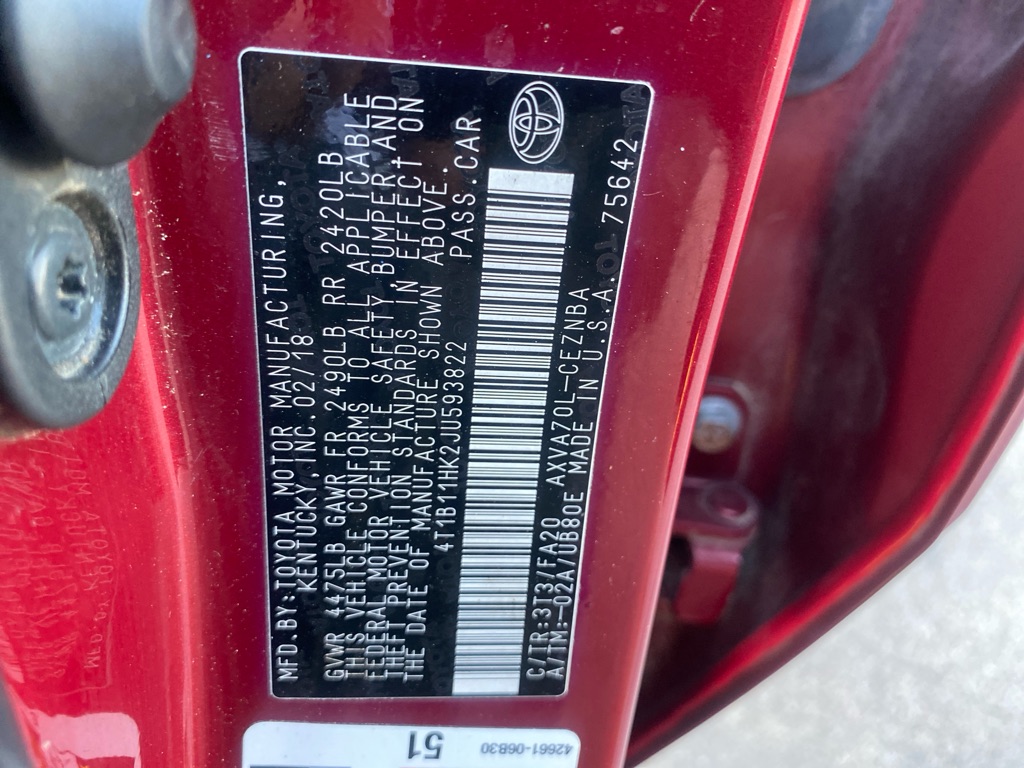 MFD.BY:TOYOTA MOTOR MANUFACTURING,
KENTUCKY, INC. 02/18
GVWR 4475LB GAWR FR 2490LB RR 2420LB
THIS VEHICLE CONFORMS TO ALL APPLICABLE
FEDERAL MOTOR VEHICLE SAFETY, BUMPER, AND
THEFT PREVENTION STANDARDS IN EFFECT ON
THE DATE OF MANUFACTURE SHOWN ABOVE.
4T1B11HK2JU593822 PASS.CAR
C/TR:3T3/FA20 AXVA70L-CEZNBA
A/TM:-02A/UB80E MADE IN U.S.A. 75642
51
42661-06B30